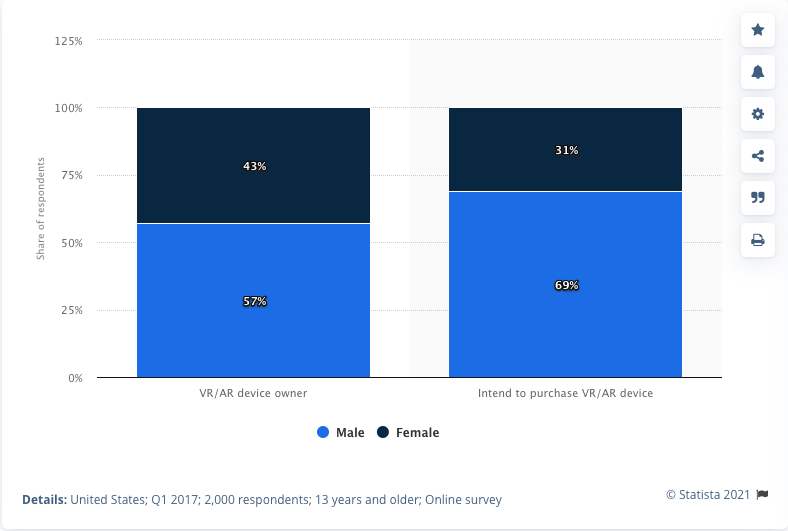 125%
100%
75%
50%
25%
0%
Share of respondents
43%
57%
31%
69%
VR/AR device owner
Intend to purchase VR/AR device
Male
Female
Details: United States; Q1 2017; 2,000 respondents; 13 years and older; Online survey
© Statista 2021